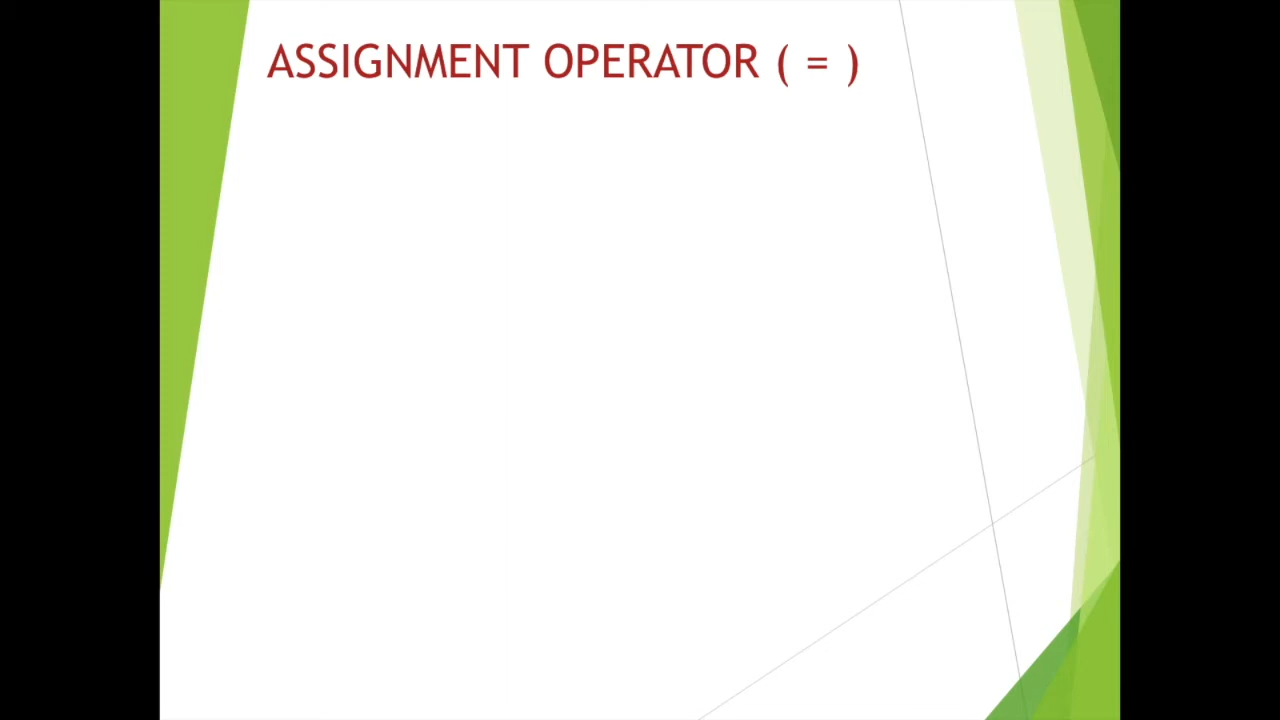 ASSIGNMENT OPERATOR ( = )